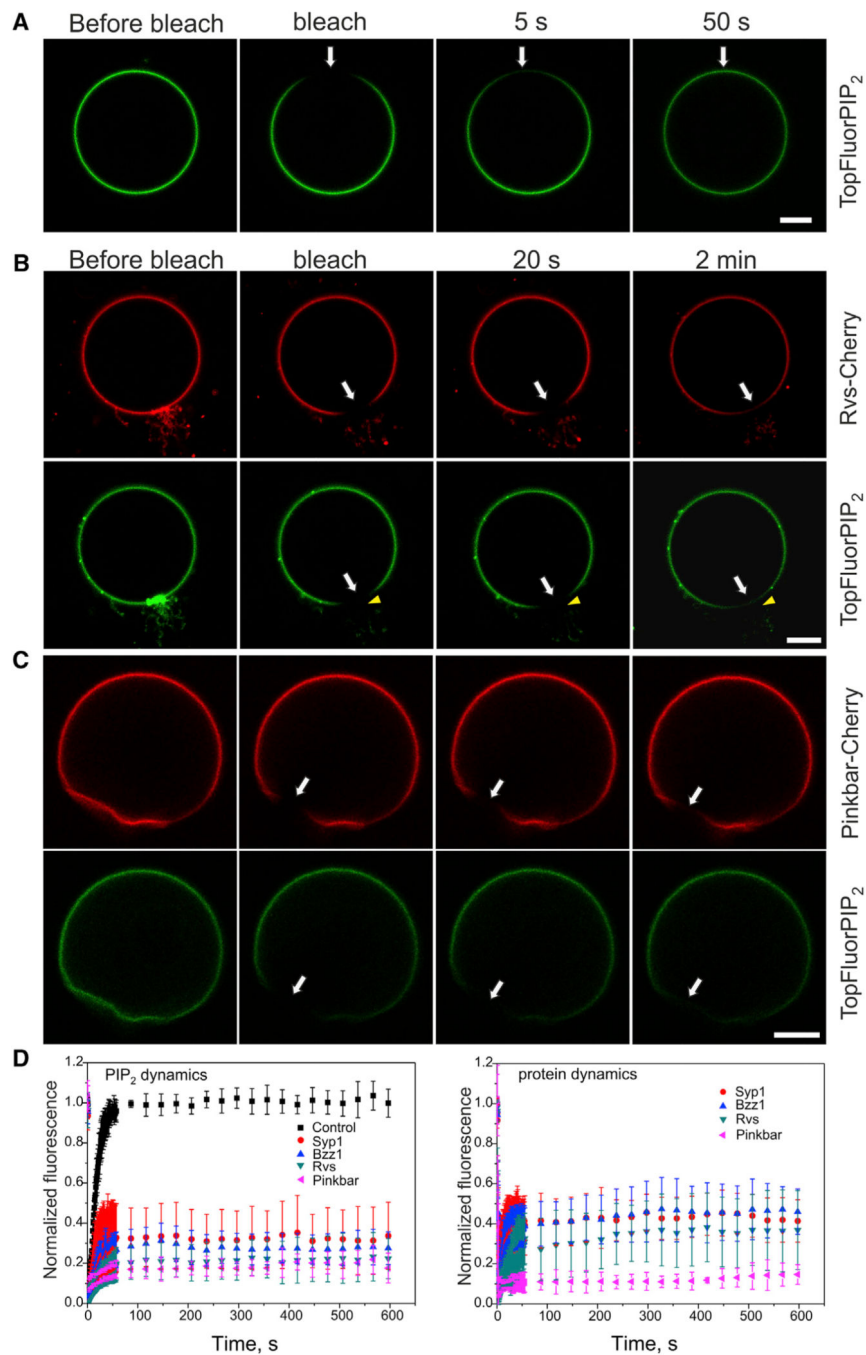 A
Before bleach
bleach
5 s
50 s
TopFluorPIP₂
B
Before bleach
bleach
20 s
2 min
Rvs-Cherry
TopFluorPIP₂
C
Pinkbar-Cherry
TopFluorPIP₂
D
PIP₂ dynamics
Normalized fluorescence
1.2
1.0
0.8
0.6
0.4
0.2
0.0
Control
Syp1
Bzz1
Rvs
Pinkbar
0 100 200 300 400 500 600
Time, s
protein dynamics
Normalized fluorescence
1.2
1.0
0.8
0.6
0.4
0.2
0.0
Syp1
Bzz1
Rvs
Pinkbar
0 100 200 300 400 500 600
Time, s